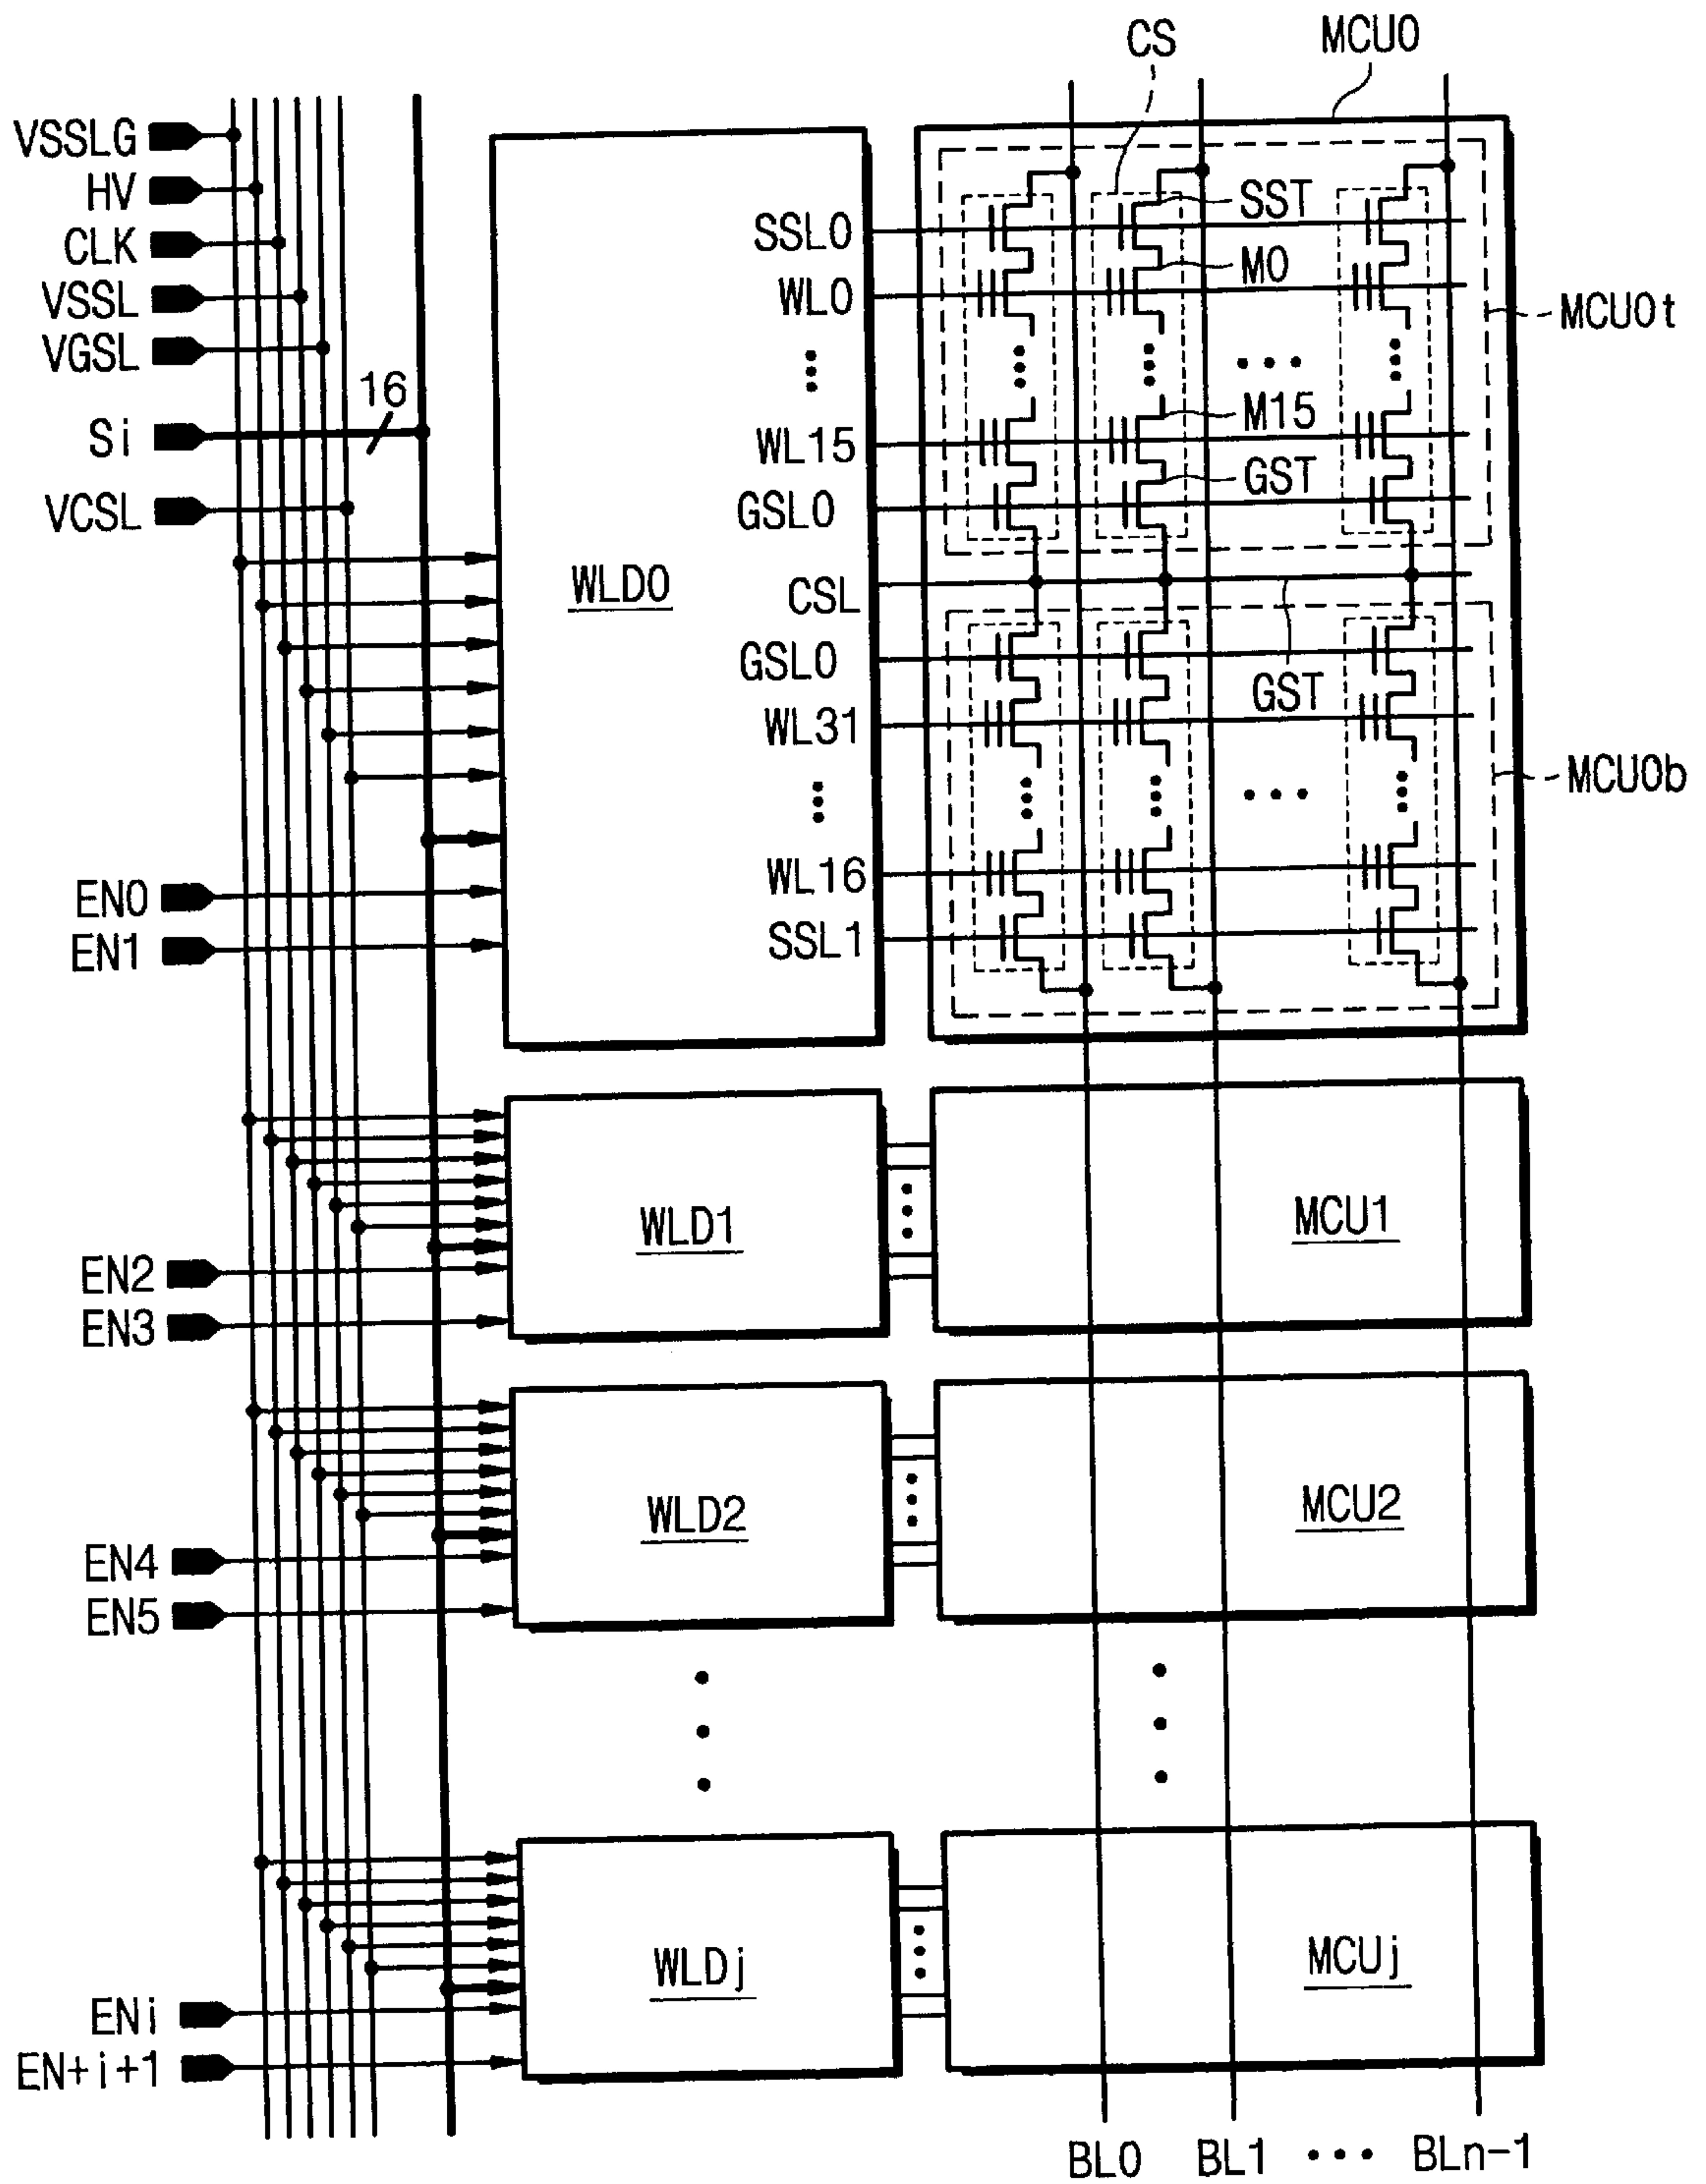 CS
MCU0
VSSLG
HV
CLK
VSSL
VGSL
16
Si
VCSL
WLD0
SSL0
WL0
WL15
GSL0
CSL
GSL0
WL31
WL16
SSL1
SST
M0
M15
GST
GST
MCU0t
MCU0b
EN0
EN1
WLD1
MCU1
EN2
EN3
WLD2
MCU2
EN4
EN5
WLDj
MCUj
ENi
EN+i+1
BL0 BL1 ••• BLn-1